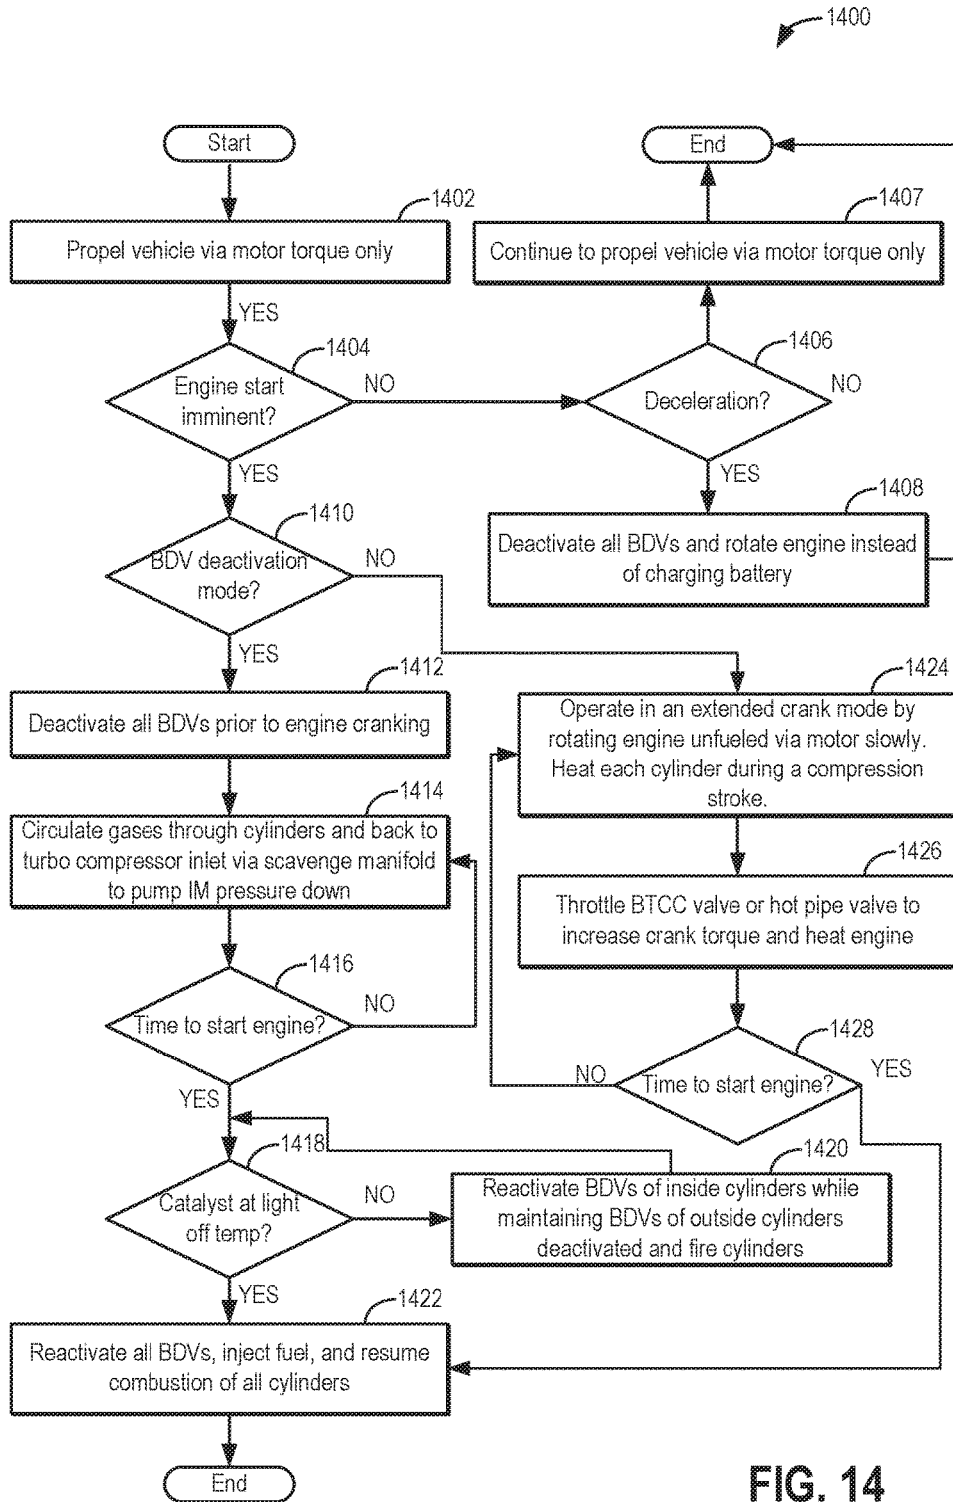 1400
Start
End
1402
Propel vehicle via motor torque only
1407
Continue to propel vehicle via motor torque only
YES
1404
Engine start
imminent?
NO
1406
Deceleration?
NO
YES
YES
1408
Deactivate all BDVs and rotate engine instead
of charging battery
1410
BDV deactivation
mode?
NO
YES
1412
Deactivate all BDVs prior to engine cranking
1424
Operate in an extended crank mode by
rotating engine unfueled via motor slowly.
Heat each cylinder during a compression
stroke.
1414
Circulate gases through cylinders and back to
turbo compressor inlet via scavenge manifold
to pump IM pressure down
1426
Throttle BTCC valve or hot pipe valve to
increase crank torque and heat engine
1416
Time to start engine?
NO
YES
1428
Time to start engine?
NO
YES
1418
Catalyst at light
off temp?
NO
YES
1420
Reactivate BDVs of inside cylinders while
maintaining BDVs of outside cylinders
deactivated and fire cylinders
1422
Reactivate all BDVs, inject fuel, and resume
combustion of all cylinders
End
FIG. 14